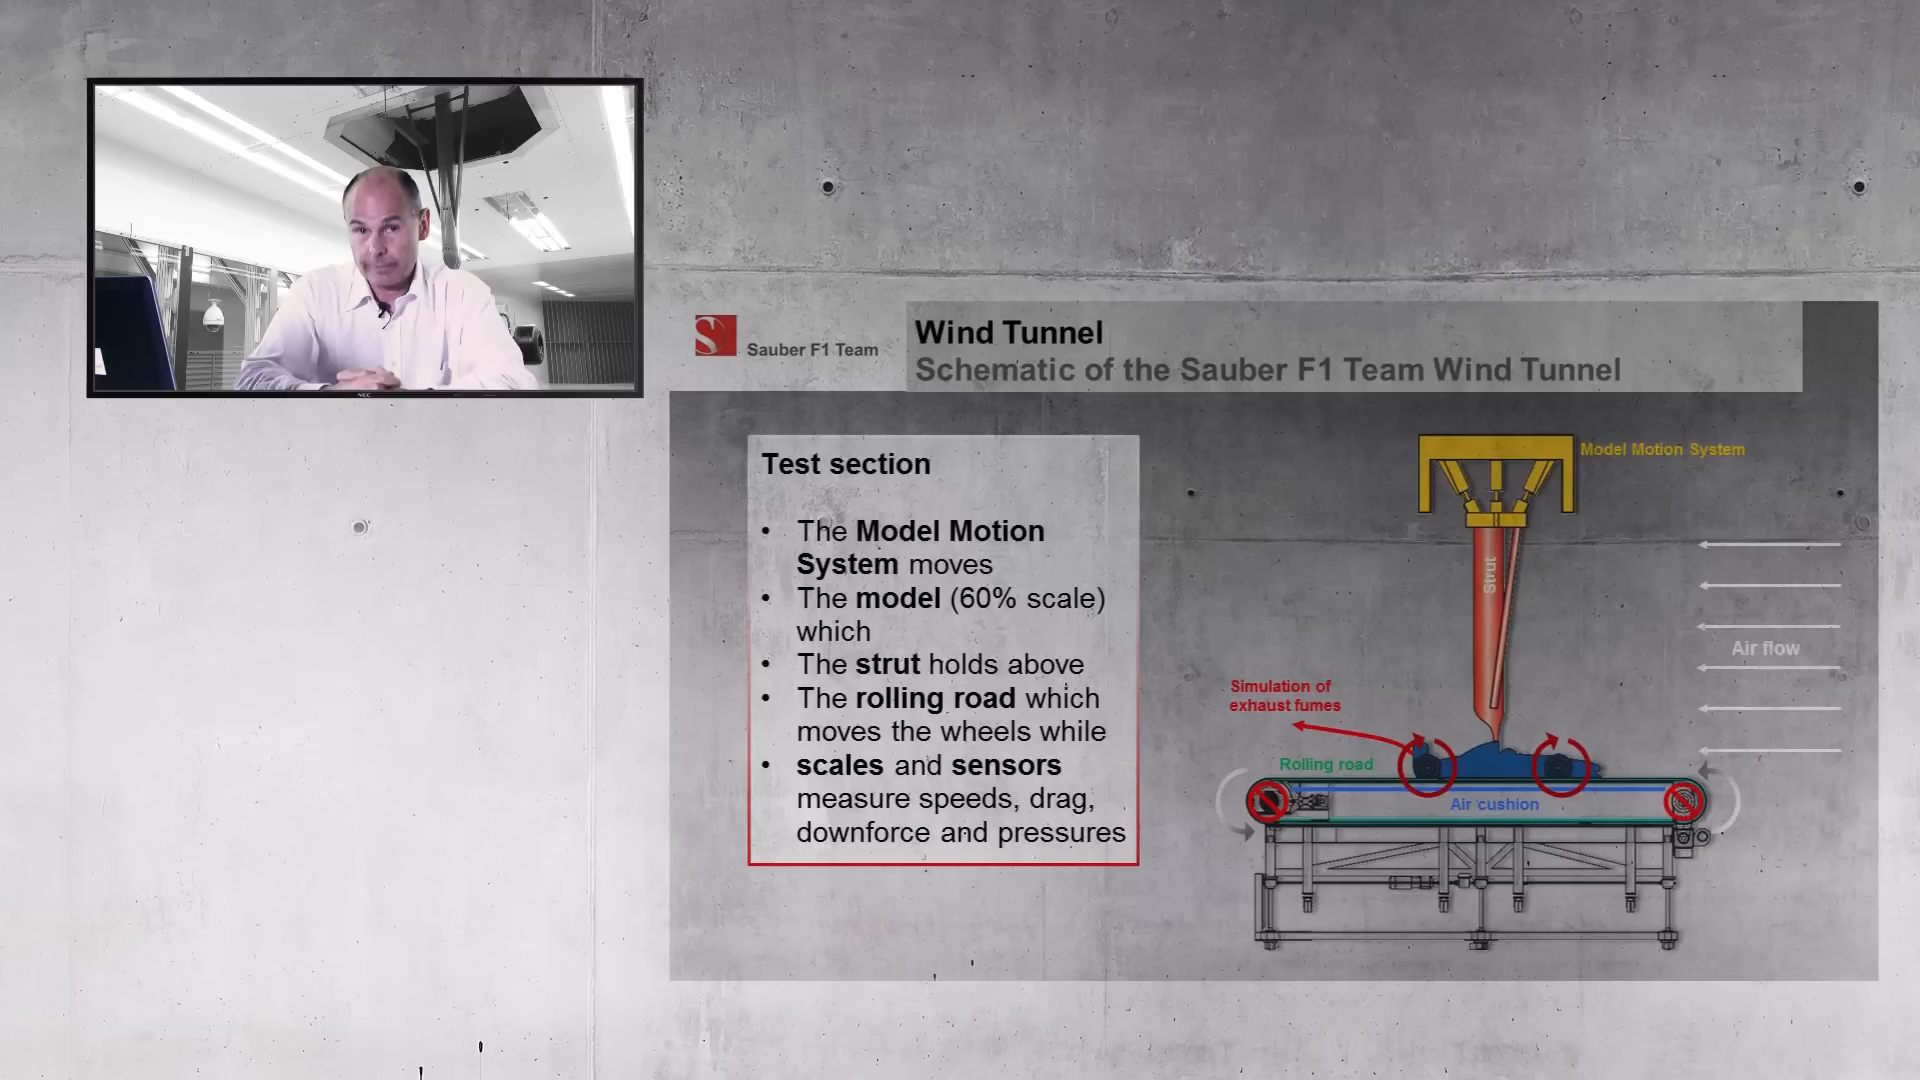 NEC
Sauber F1 Team
Wind Tunnel
Schematic of the Sauber F1 Team Wind Tunnel
Test section
• The Model Motion
System moves
• The model (60% scale)
which
• The strut holds above
• The rolling road which
moves the wheels while
• scales and sensors
measure speeds, drag,
downforce and pressures
Model Motion System
Strut
Air flow
Simulation of
exhaust fumes
Rolling road
Air cushion